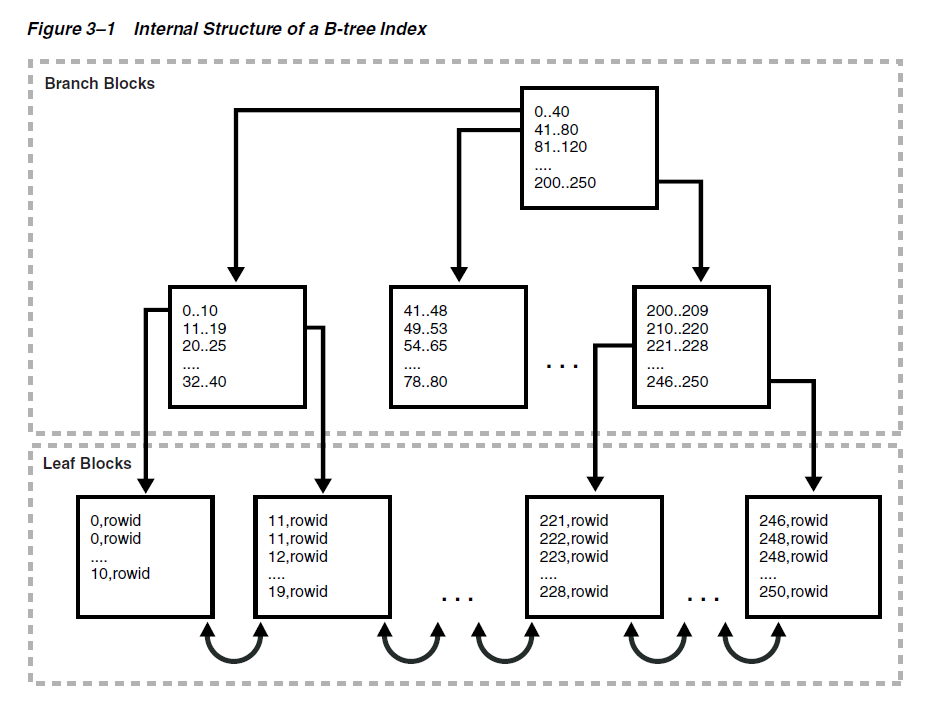 Figure 3–1 Internal Structure of a B-tree Index
Branch Blocks
0..40
41..80
81..120
....
200..250
0..10
11..19
20..25
....
32..40
41..48
49..53
54..65
....
78..80
. . .
200..209
210..220
221..228
....
246..250
Leaf Blocks
0,rowid
0,rowid
....
10,rowid
11,rowid
11,rowid
12,rowid
....
19,rowid
. . .
221,rowid
222,rowid
223,rowid
....
228,rowid
. . .
246,rowid
248,rowid
248,rowid
....
250,rowid